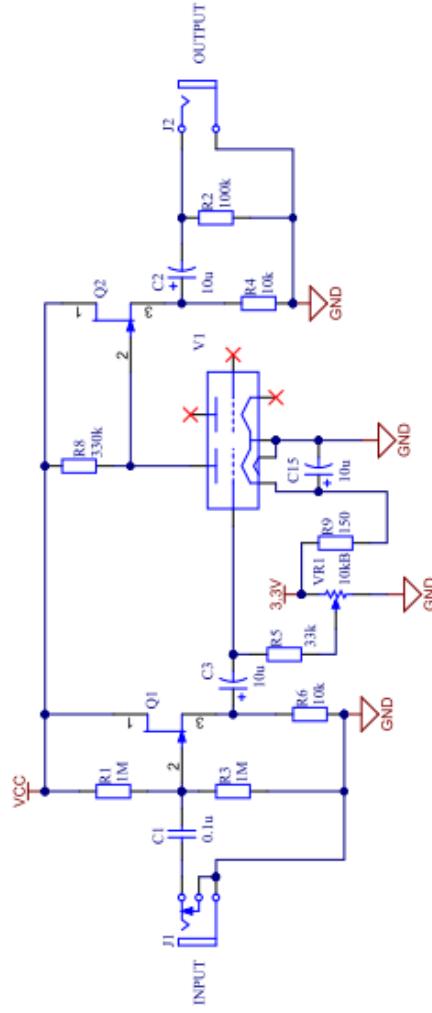 VCC
R1
1M
C1
0.1u
J1
INPUT
R3
1M
Q1
1
2
3
C3
10u
R6
10k
GND
R5
33k
3.3V
VR1
10kB
GND
R9
150
C15
10u
GND
R8
330k
V1
Q2
1
2
3
C2
10u
R4
10k
GND
R2
100k
J2
OUTPUT